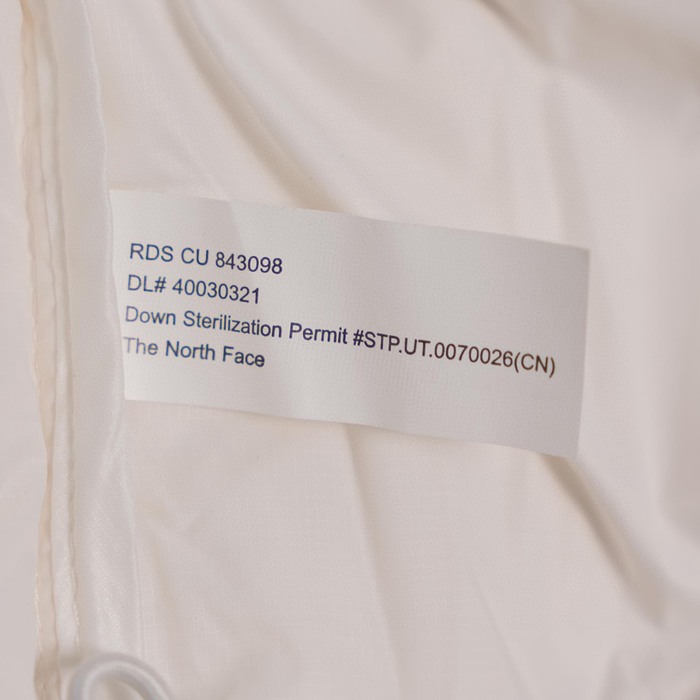 RDS CU 843098
DL# 40030321
Down Sterilization Permit #STP.UT.0070026(CN)
The North Face